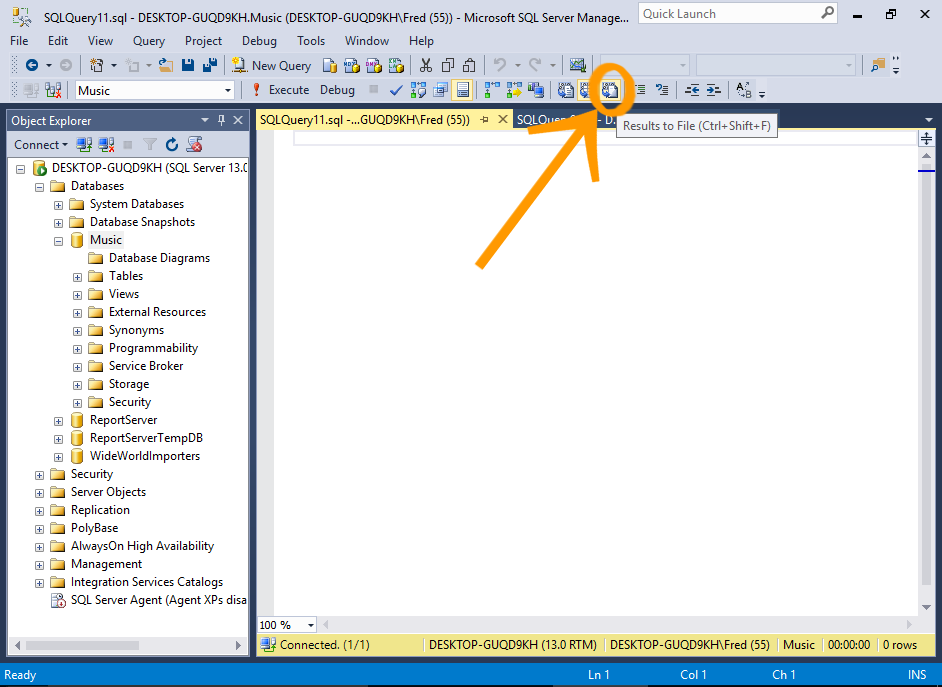 SQLQuery11.sql - DESKTOP-GUQD9KH.Music (DESKTOP-GUQD9KH\Fred (55)) - Microsoft SQL Server Manage...
Quick Launch
File Edit View Query Project Debug Tools Window Help
New Query
MDX DMX XMLA
Music Execute Debug
Object Explorer
SQLQuery11.sql -...GUQD9KH\Fred (55))
Results to File (Ctrl+Shift+F)
Connect
DESKTOP-GUQD9KH (SQL Server 13.0
Databases
System Databases
Database Snapshots
Music
Database Diagrams
Tables
Views
External Resources
Synonyms
Programmability
Service Broker
Storage
Security
ReportServer
ReportServerTempDB
WideWorldImporters
Security
Server Objects
Replication
PolyBase
AlwaysOn High Availability
Management
Integration Services Catalogs
SQL Server Agent (Agent XPs disa
100 %
Connected. (1/1) DESKTOP-GUQD9KH (13.0 RTM) DESKTOP-GUQD9KH\Fred (55) Music 00:00:00 0 rows
Ready Ln 1 Col 1 Ch 1 INS